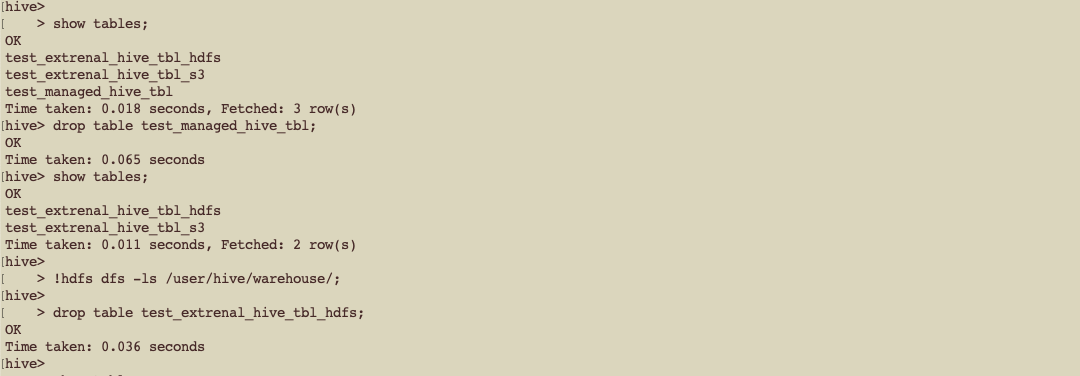 [hive>
[    > show tables;
OK
test_extrenal_hive_tbl_hdfs
test_extrenal_hive_tbl_s3
test_managed_hive_tbl
Time taken: 0.018 seconds, Fetched: 3 row(s)
[hive> drop table test_managed_hive_tbl;
OK
Time taken: 0.065 seconds
[hive> show tables;
OK
test_extrenal_hive_tbl_hdfs
test_extrenal_hive_tbl_s3
Time taken: 0.011 seconds, Fetched: 2 row(s)
[hive>
[    > !hdfs dfs -ls /user/hive/warehouse/;
[hive>
[    > drop table test_extrenal_hive_tbl_hdfs;
OK
Time taken: 0.036 seconds
[hive>